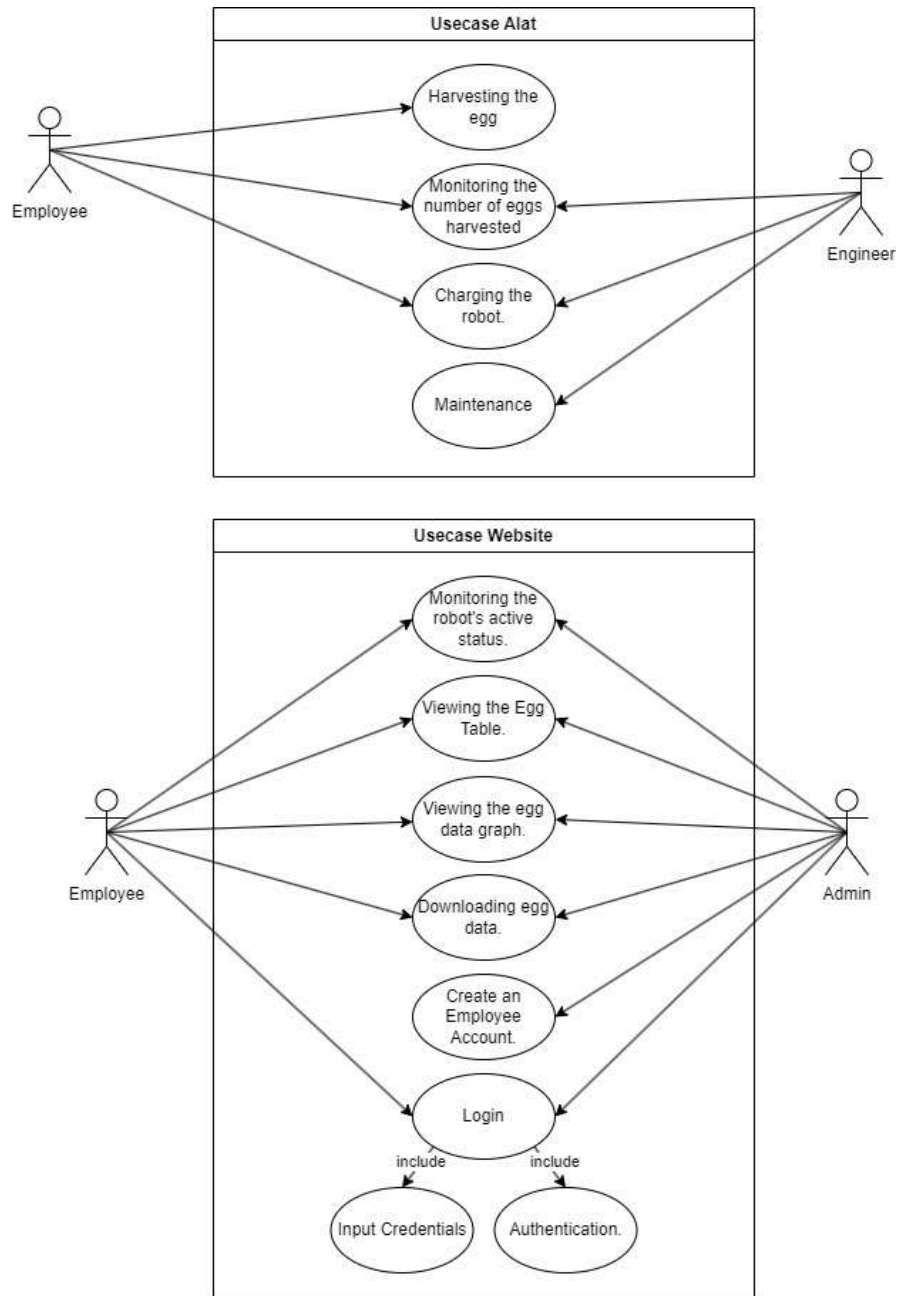 Usecase Alat
Harvesting the
egg
Employee
Monitoring the
number of eggs
harvested
Engineer
Charging the
robot.
Maintenance
Usecase Website
Monitoring the
robot's active
status.
Viewing the Egg
Table.
Viewing the egg
data graph.
Employee
Admin
Downloading egg
data.
Create an
Employee
Account.
Login
include
include
Input Credentials
Authentication.